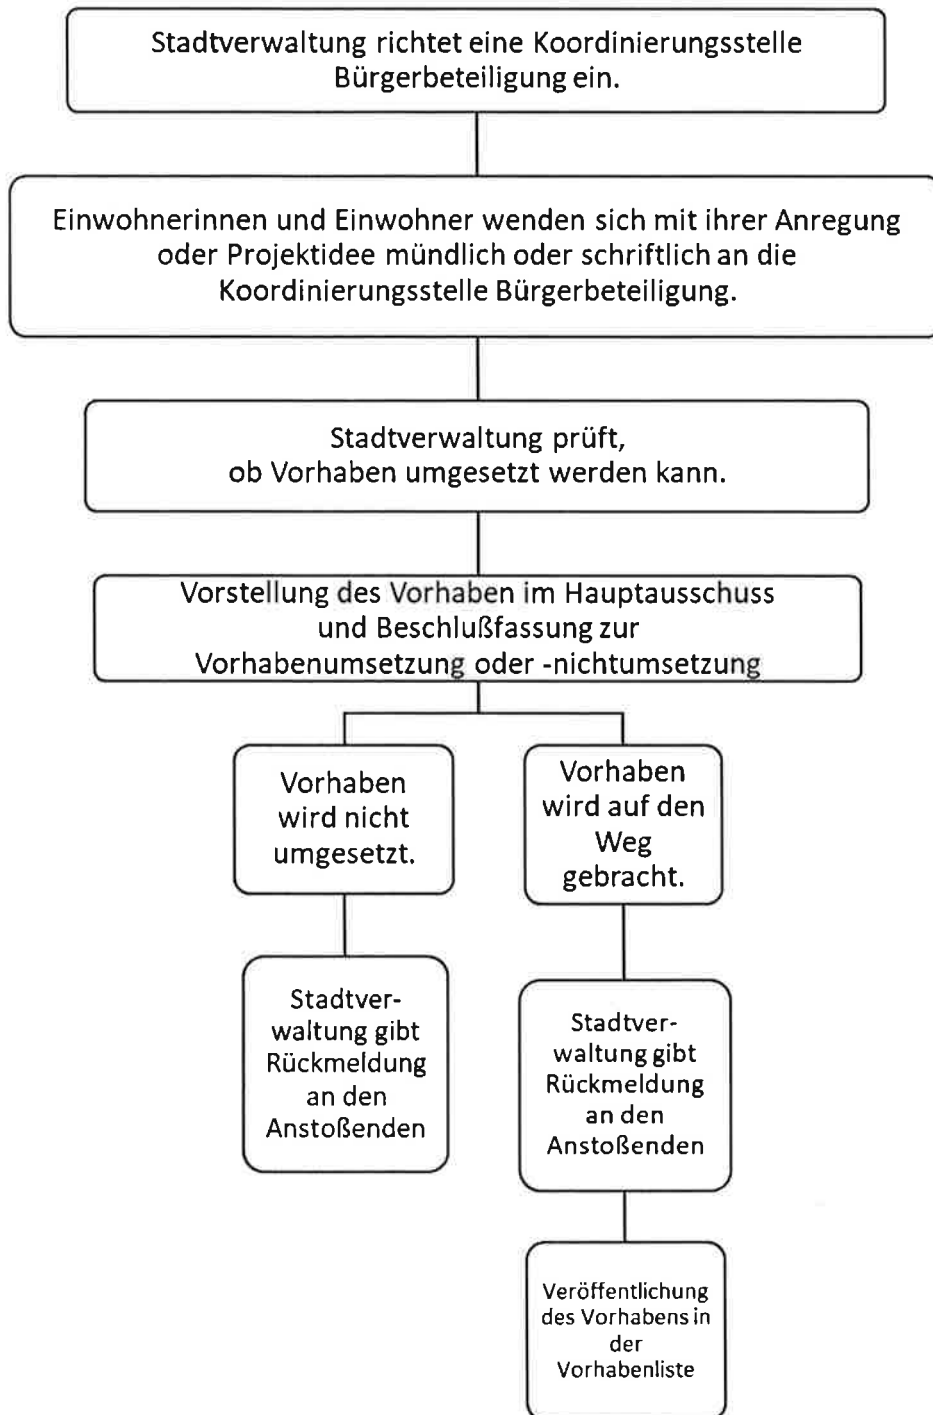 Stadtverwaltung richtet eine Koordinierungsstelle
Bürgerbeteiligung ein.
Einwohnerinnen und Einwohner wenden sich mit ihrer Anregung
oder Projektidee mündlich oder schriftlich an die
Koordinierungsstelle Bürgerbeteiligung.
Stadtverwaltung prüft,
ob Vorhaben umgesetzt werden kann.
Vorstellung des Vorhaben im Hauptausschuss
und Beschlußfassung zur
Vorhabenumsetzung oder -nichtumsetzung
Vorhaben
wird nicht
umgesetzt.
Vorhaben
wird auf den
Weg
gebracht.
Stadtver-
waltung gibt
Rückmeldung
an den
Anstoßenden
Stadtver-
waltung gibt
Rückmeldung
an den
Anstoßenden
Veröffentlichung
des Vorhabens in
der
Vorhabenliste